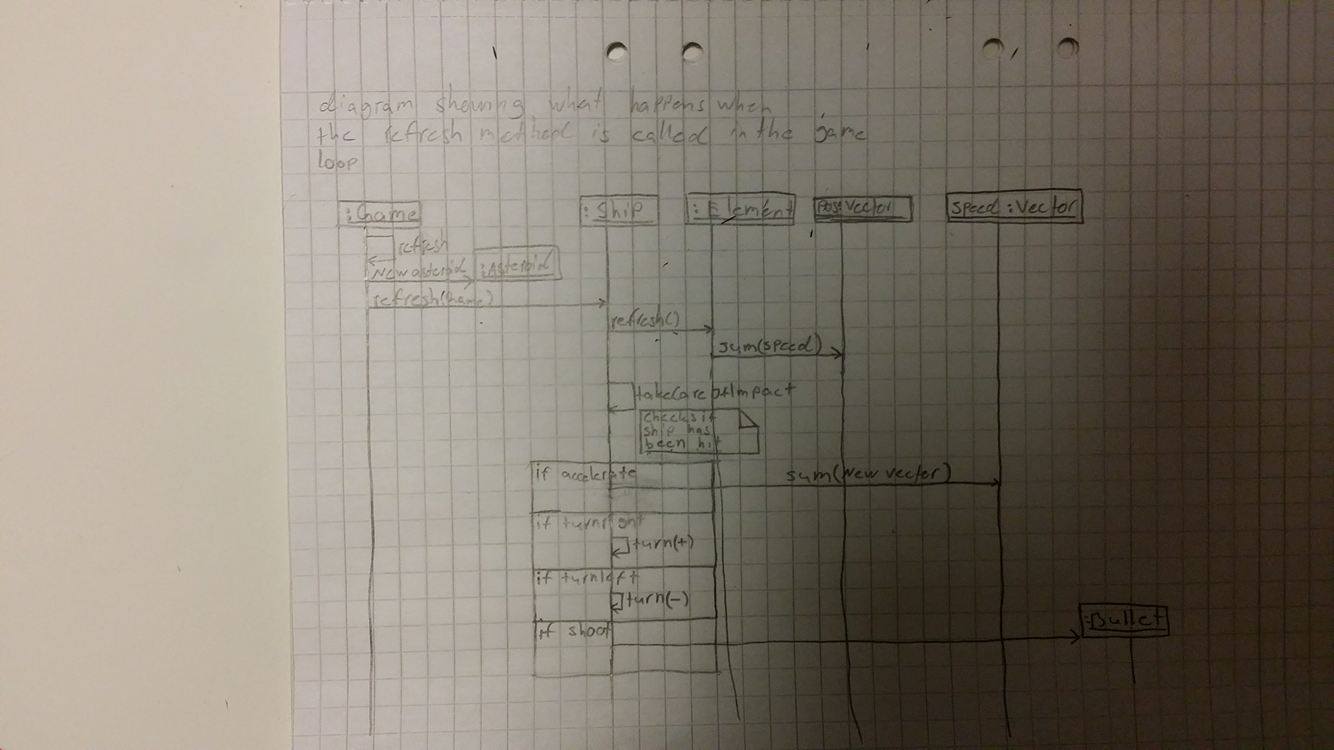 diagram showing what happens when
the refresh method is called in the game
loop
:Game
:Ship
:Element
pos:vector
speed:Vector
refresh
New asteroid
:Asteroid
refresh(Game)
refresh()
sum(speed)
takeCareOfImpact
Checks if
ship has
been hit
if accelerate
sum(New vector)
if turnright
turn(+)
if turnleft
turn(-)
:Bullet
if shoot